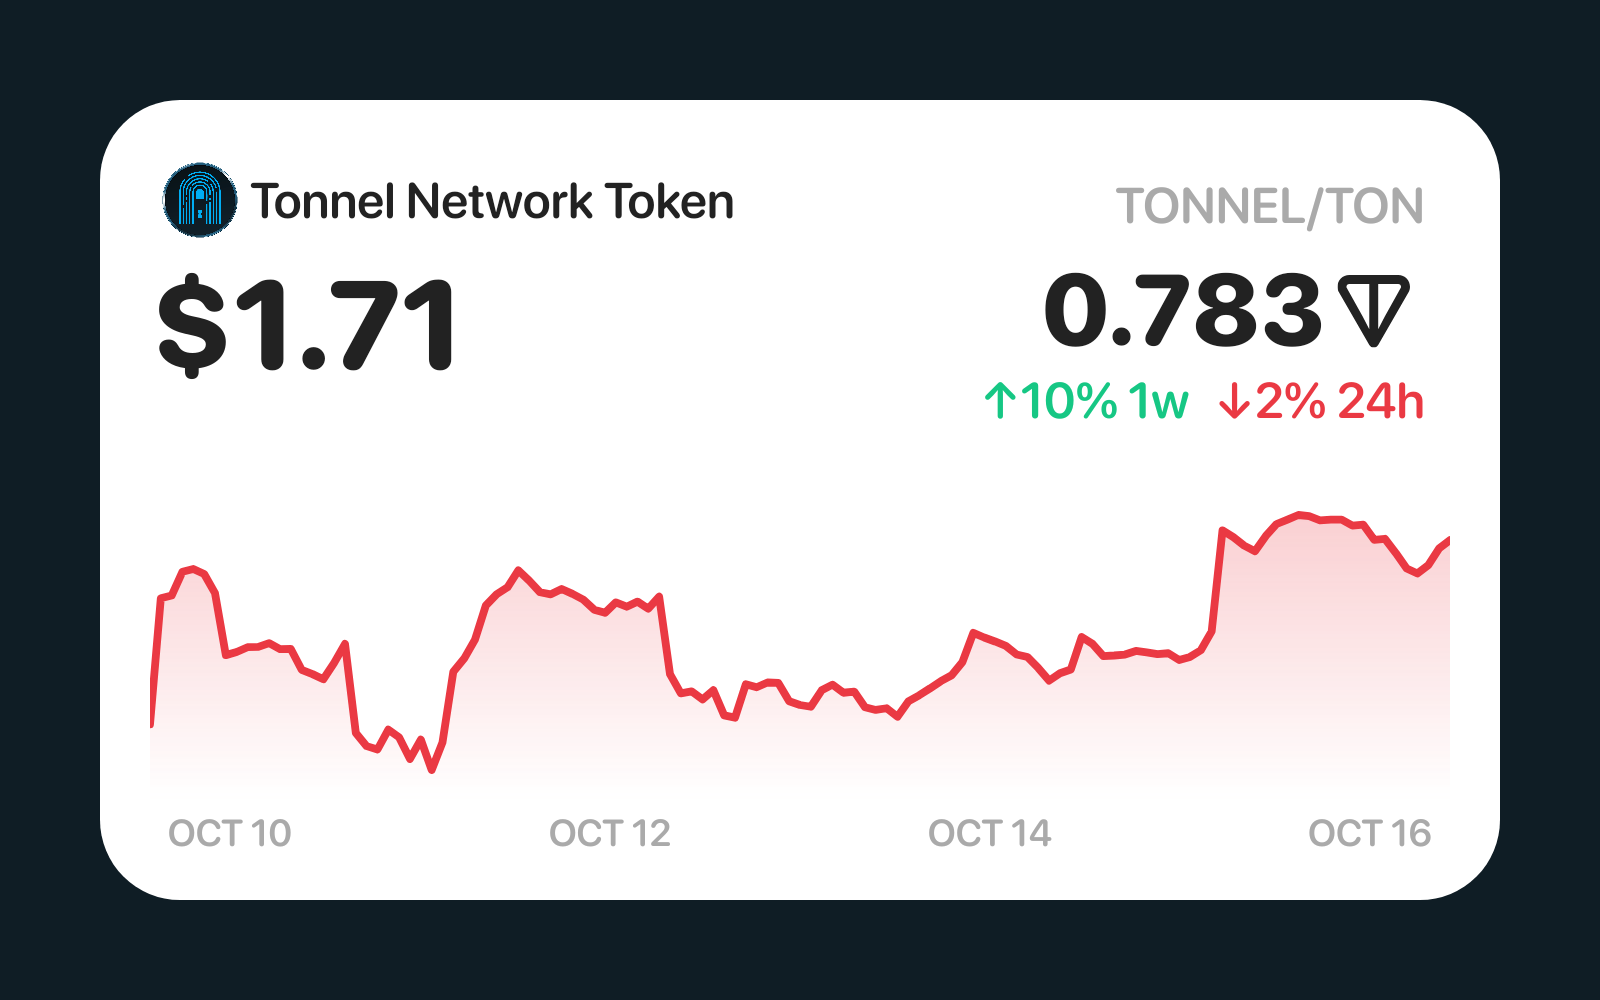 Tonnel Network Token
TONNEL/TON
$1.71
0.783
↑10% 1w ↓2% 24h
OCT 10
OCT 12
OCT 14
OCT 16